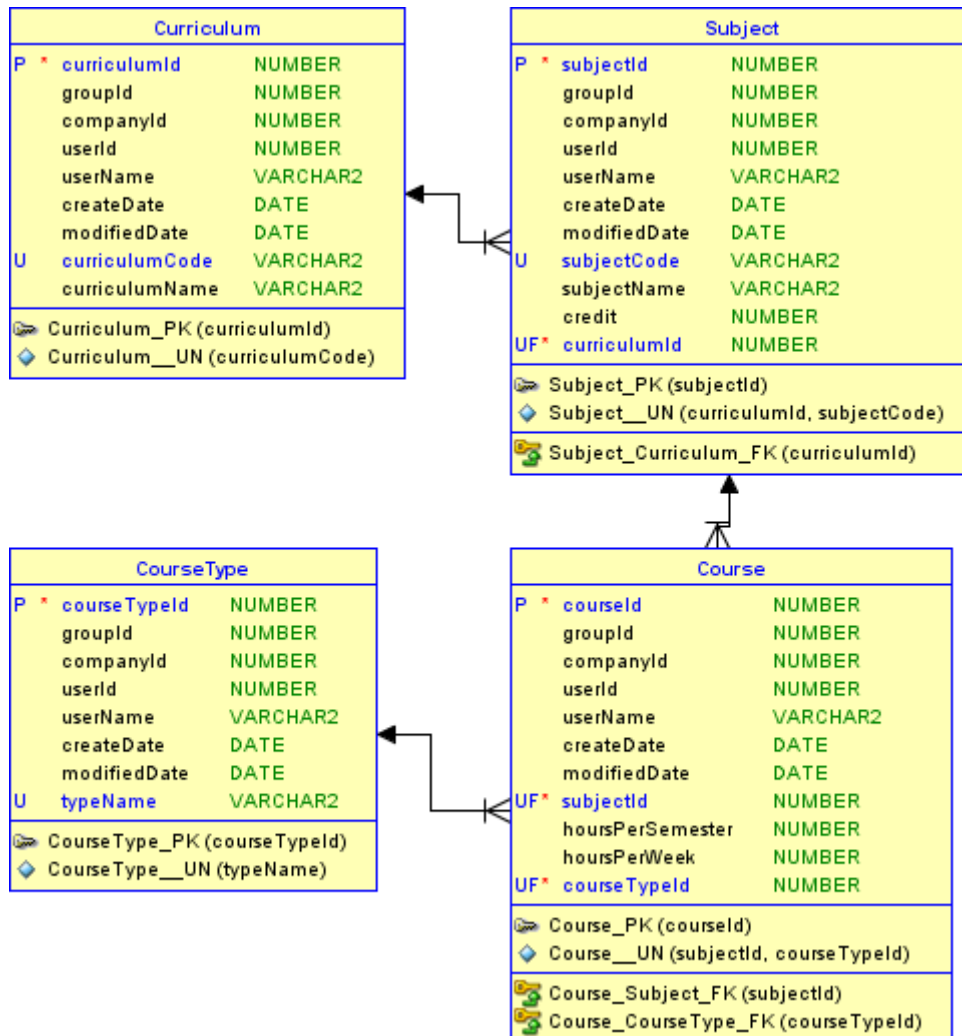 Curriculum
P * curriculumId NUMBER
groupId NUMBER
companyId NUMBER
userId NUMBER
userName VARCHAR2
createDate DATE
modifiedDate DATE
U curriculumCode VARCHAR2
curriculumName VARCHAR2
Curriculum_PK (curriculumId)
Curriculum__UN (curriculumCode)
Subject
P * subjectId NUMBER
groupId NUMBER
companyId NUMBER
userId NUMBER
userName VARCHAR2
createDate DATE
modifiedDate DATE
U subjectCode VARCHAR2
subjectName VARCHAR2
credit NUMBER
UF* curriculumId NUMBER
Subject_PK (subjectId)
Subject__UN (curriculumId, subjectCode)
Subject_Curriculum_FK (curriculumId)
CourseType
P * courseTypeId NUMBER
groupId NUMBER
companyId NUMBER
userId NUMBER
userName VARCHAR2
createDate DATE
modifiedDate DATE
U typeName VARCHAR2
CourseType_PK (courseTypeId)
CourseType__UN (typeName)
Course
P * courseId NUMBER
groupId NUMBER
companyId NUMBER
userId NUMBER
userName VARCHAR2
createDate DATE
modifiedDate DATE
UF* subjectId NUMBER
hoursPerSemester NUMBER
hoursPerWeek NUMBER
UF* courseTypeId NUMBER
Course_PK (courseId)
Course__UN (subjectId, courseTypeId)
Course_Subject_FK (subjectId)
Course_CourseType_FK (courseTypeId)